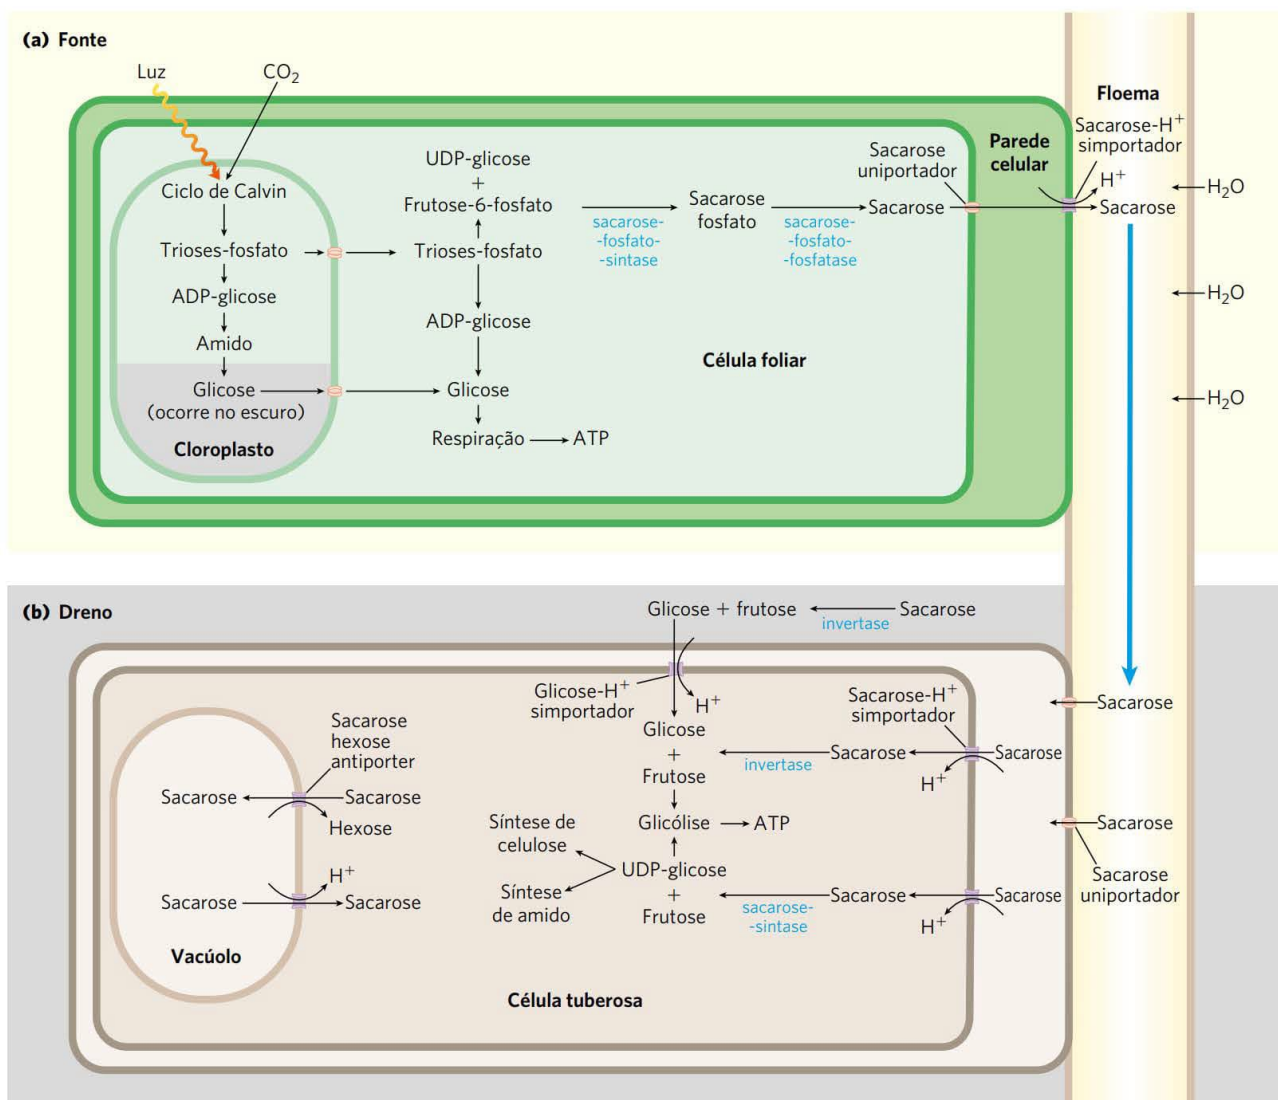 (a) Fonte
Luz
CO2
Ciclo de Calvin
Trioses-fosfato
ADP-glicose
Amido
Glicose
(ocorre no escuro)
Cloroplasto
UDP-glicose
+
Frutose-6-fosfato
Trioses-fosfato
ADP-glicose
Glicose
Respiração
ATP
sacarose-
-fosfato-
-sintase
Sacarose
fosfato
sacarose-
-fosfato-
-fosfatase
Sacarose
uniportador
Sacarose
Célula foliar
Parede
celular
Floema
Sacarose-H+
simportador
H+
Sacarose
H2O
H2O
H2O
(b) Dreno
Glicose + frutose
invertase
Sacarose
Glicose-H+
simportador
H+
Glicose
+
Frutose
invertase
Sacarose
Sacarose-H+
simportador
H+
Sacarose
Sacarose
Sacarose
hexose
antiporter
Sacarose
Sacarose
Hexose
Glicólise
ATP
Síntese de
celulose
UDP-glicose
+
Frutose
Síntese
de amido
sacarose-
-sintase
Sacarose
H+
Sacarose
Sacarose
Sacarose
uniportador
H+
Sacarose
Sacarose
Vacúolo
Célula tuberosa